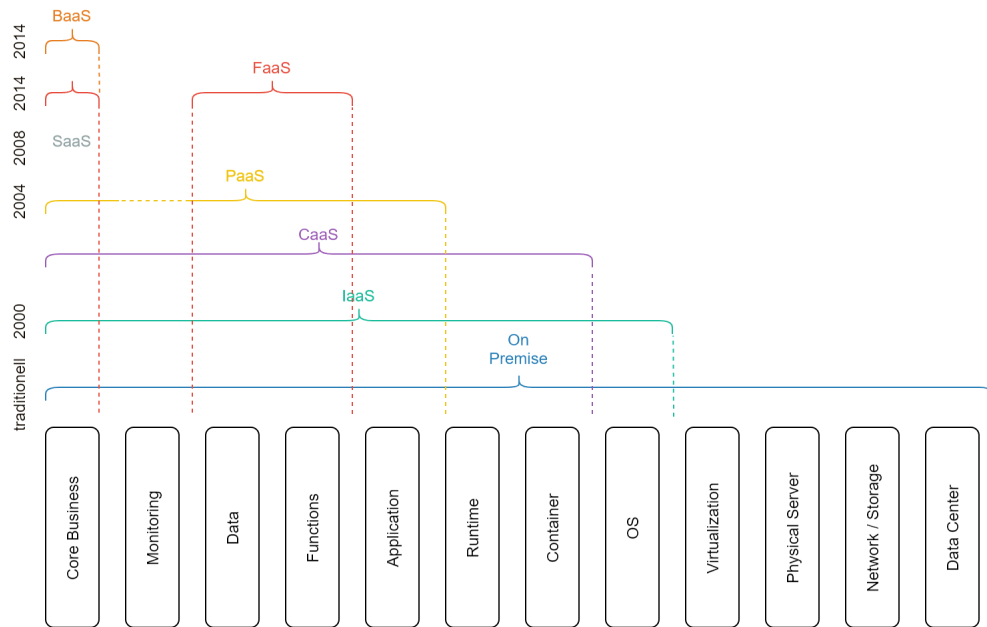 BaaS
2014
FaaS
2014
SaaS
2008
PaaS
2004
CaaS
IaaS
2000
On
Premise
traditionell
Core Business
Monitoring
Data
Functions
Application
Runtime
Container
OS
Virtualization
Physical Server
Network / Storage
Data Center